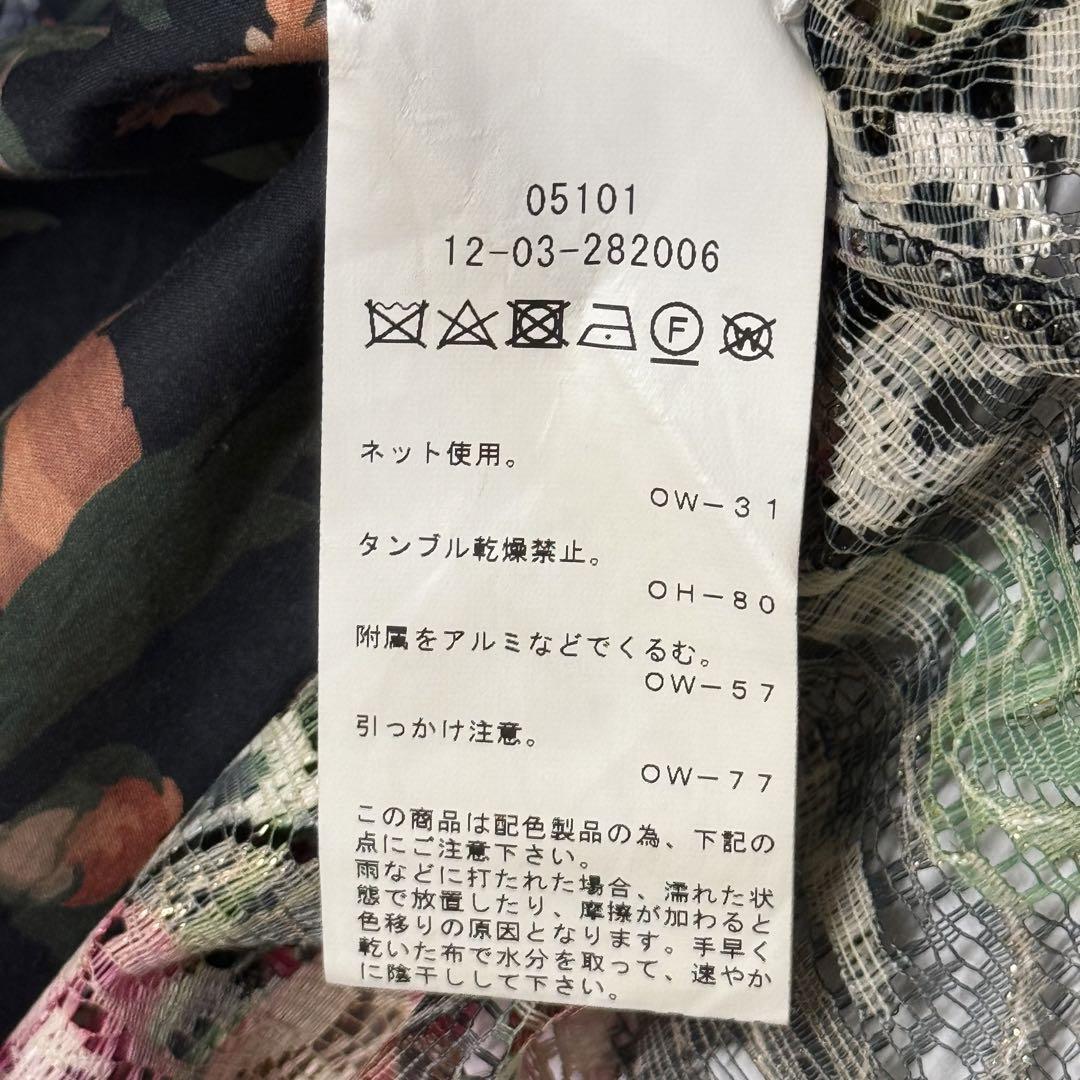 05101
12-03-282006
F
W
ネット使用。
OW-31
タンブル乾燥禁止。
OH-80
附属をアルミなどでくるむ。
OW-57
引っかけ注意。
OW-77
この商品は配色製品の為、下記の
点にご注意下さい。
雨などに打たれた場合、濡れた状
態で放置したり、摩擦が加わると
色移りの原因となります。手早く
乾いた布で水分を取って、速やか
に陰干しして下さい。